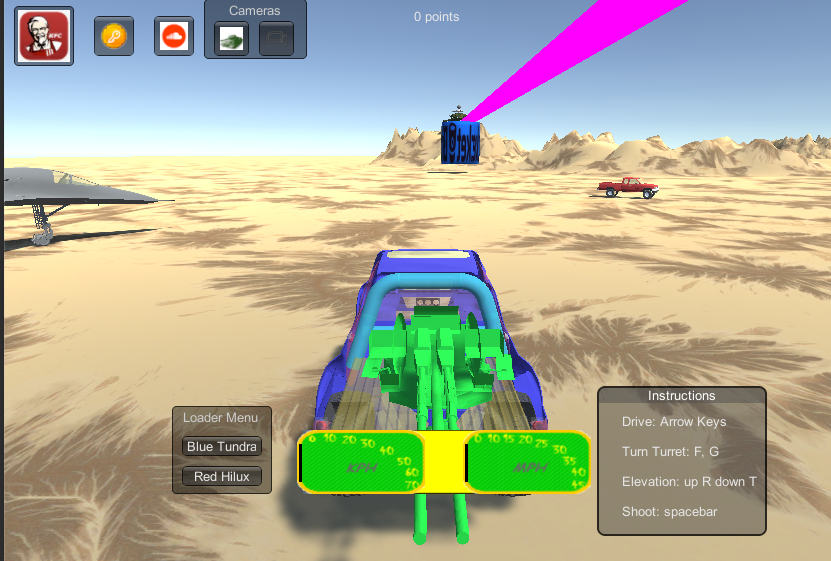 KFC
Cameras
0 points
Loader Menu
Blue Tundra
Red Hilux
0 10 20 30 40 50 60 70
KPH
0 10 15 20 25 30 35 40 45
MPH
Instructions
Drive: Arrow Keys
Turn Turret: F, G
Elevation: up R down T
Shoot: spacebar